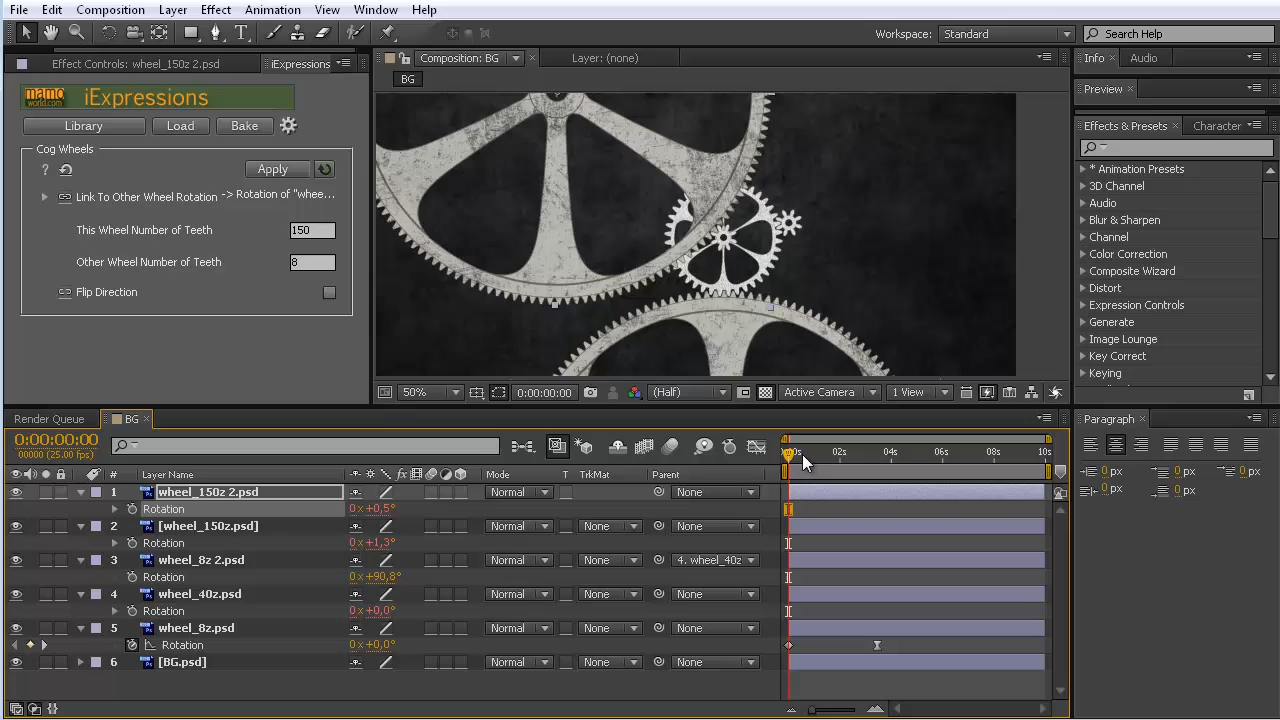 File Edit Composition Layer Effect Animation View Window Help
Workspace: Standard Search Help
Effect Controls: wheel_150z 2.psd iExpressions
Composition: BG Layer: (none)
Info Audio
BG
mamo world.com iExpressions
Preview
Library Load Bake
Effects & Presets Character
Cog Wheels
? Apply
* Animation Presets
3D Channel
Link To Other Wheel Rotation -> Rotation of "whee...
Audio
Blur & Sharpen
This Wheel Number of Teeth 150
Channel
Color Correction
Other Wheel Number of Teeth 8
Composite Wizard
Distort
Flip Direction
Expression Controls
Generate
Image Lounge
Key Correct
Keying
50% 0:00:00:00 (Half) Active Camera 1 View
Render Queue BG
Paragraph
0:00:00:00
00000 (25.00 fps)
02s 04s 06s 08s 10s
# Layer Name fx Mode T TrkMat Parent
0 px 0 px 0 px
0 px 0 px
1 wheel_150z 2.psd Normal None
Rotation 0 x +0,5°
2 [wheel_150z.psd] Normal None None
Rotation 0 x +1,3°
3 wheel_8z 2.psd Normal None 4. wheel_40z
Rotation 0 x +90,8°
4 wheel_40z.psd Normal None None
Rotation 0 x +0,0°
5 wheel_8z.psd Normal None None
Rotation 0 x +0,0°
6 [BG.psd] Normal None None